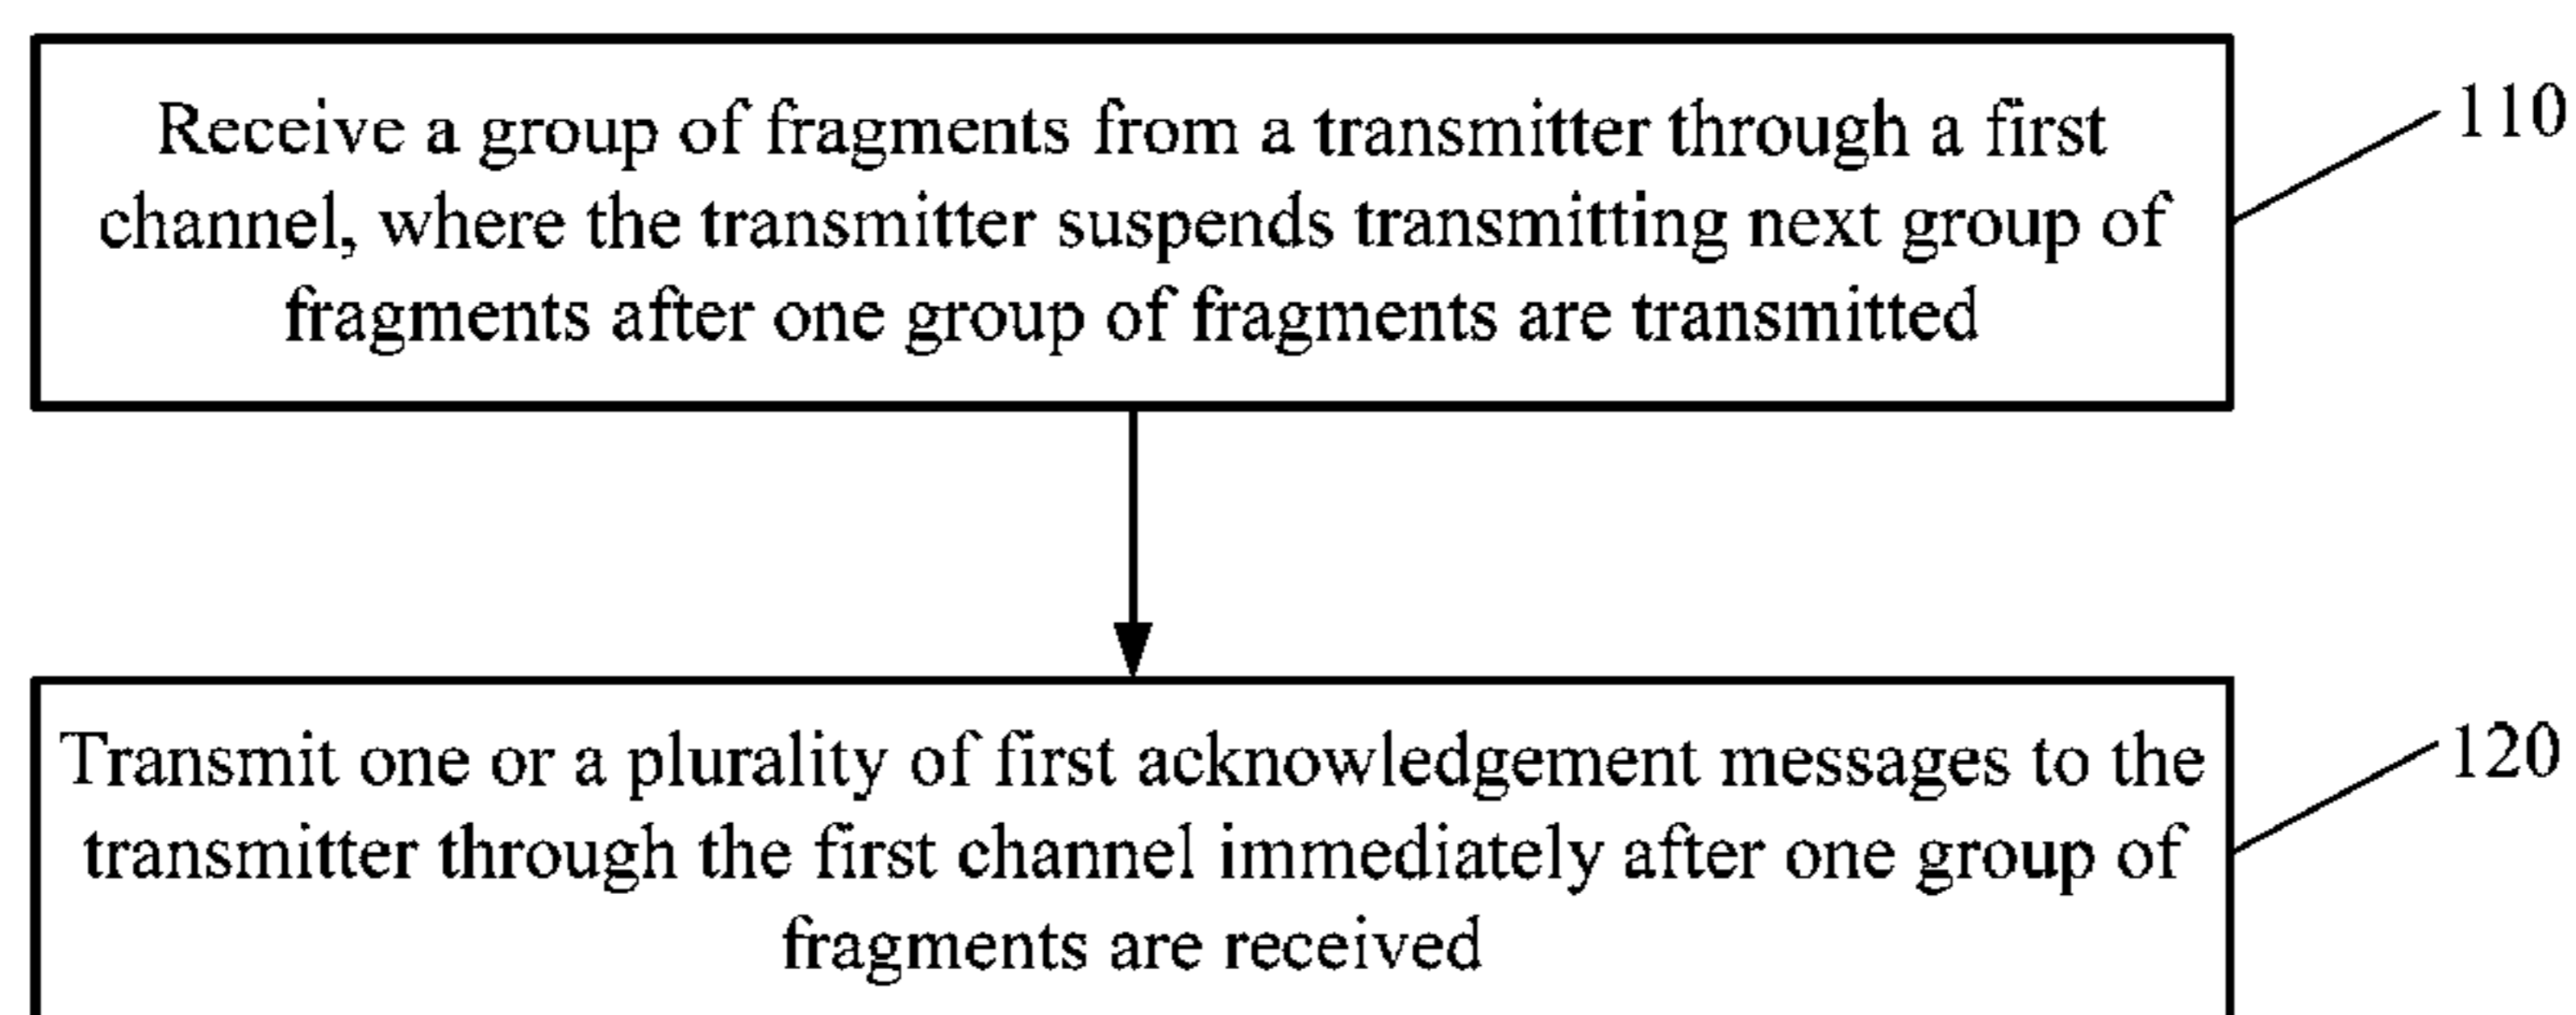 Receive a group of fragments from a transmitter through a first
channel, where the transmitter suspends transmitting next group of
fragments after one group of fragments are transmitted
110
Transmit one or a plurality of first acknowledgement messages to the
transmitter through the first channel immediately after one group of
fragments are received
120